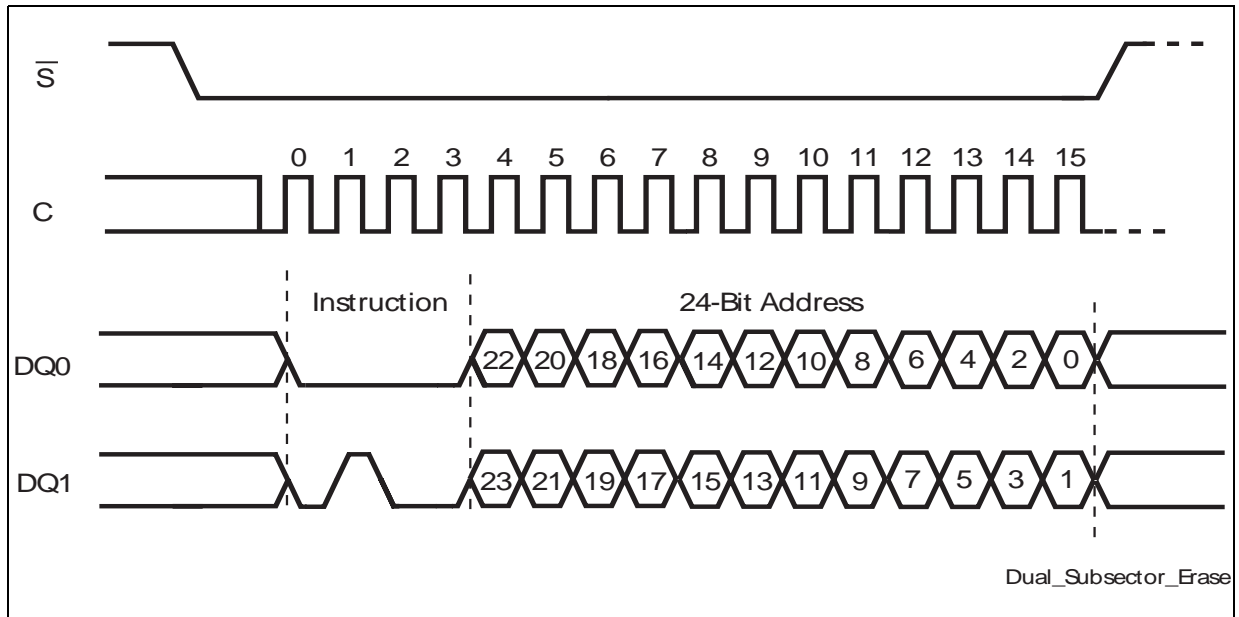 S
0 1 2 3 4 5 6 7 8 9 10 11 12 13 14 15
C
Instruction 24-Bit Address
DQ0 22 20 18 16 14 12 10 8 6 4 2 0
DQ1 23 21 19 17 15 13 11 9 7 5 3 1
Dual_Subsector_Erase